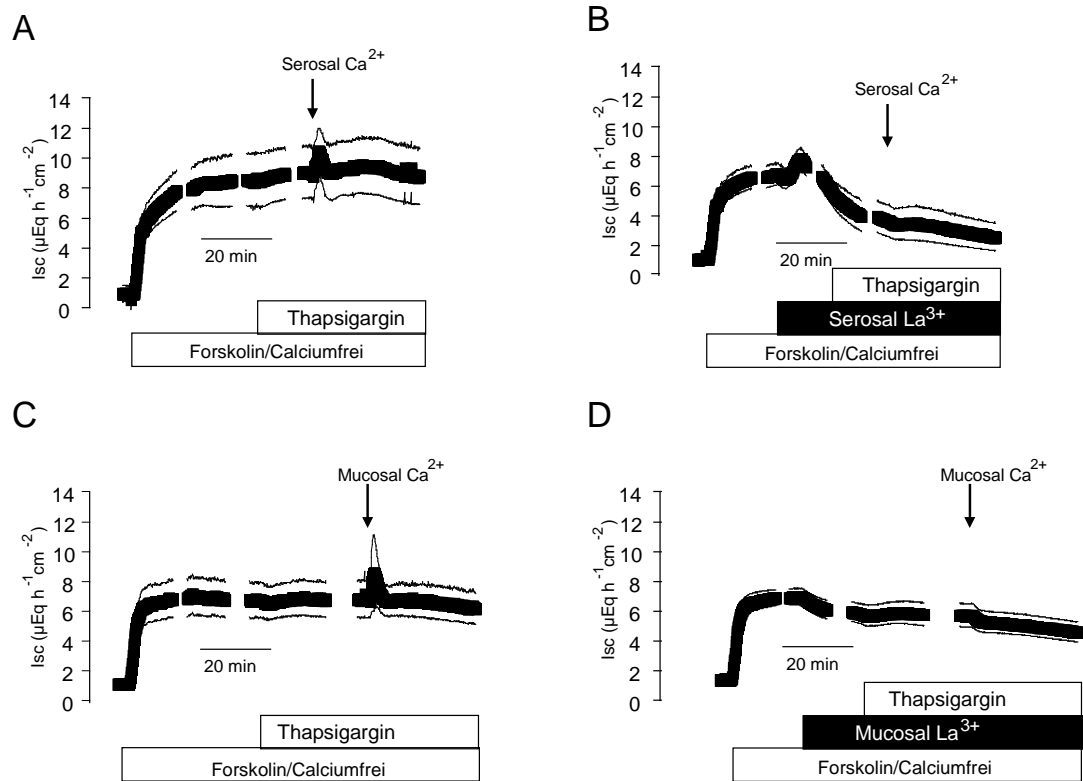 A
Serosal Ca2+
14
12
10
8
6
4
2
0
Isc (µEq h-1cm-2)
20 min
Thapsigargin
Forskolin/Calciumfrei
B
Serosal Ca2+
14
12
10
8
6
4
2
0
Isc (µEq h-1cm-2)
20 min
Thapsigargin
Serosal La3+
Forskolin/Calciumfrei
C
Mucosal Ca2+
14
12
10
8
6
4
2
0
Isc (µEq h-1cm-2)
20 min
Thapsigargin
Forskolin/Calciumfrei
D
Mucosal Ca2+
14
12
10
8
6
4
2
0
Isc (µEq h-1cm-2)
20 min
Thapsigargin
Mucosal La3+
Forskolin/Calciumfrei